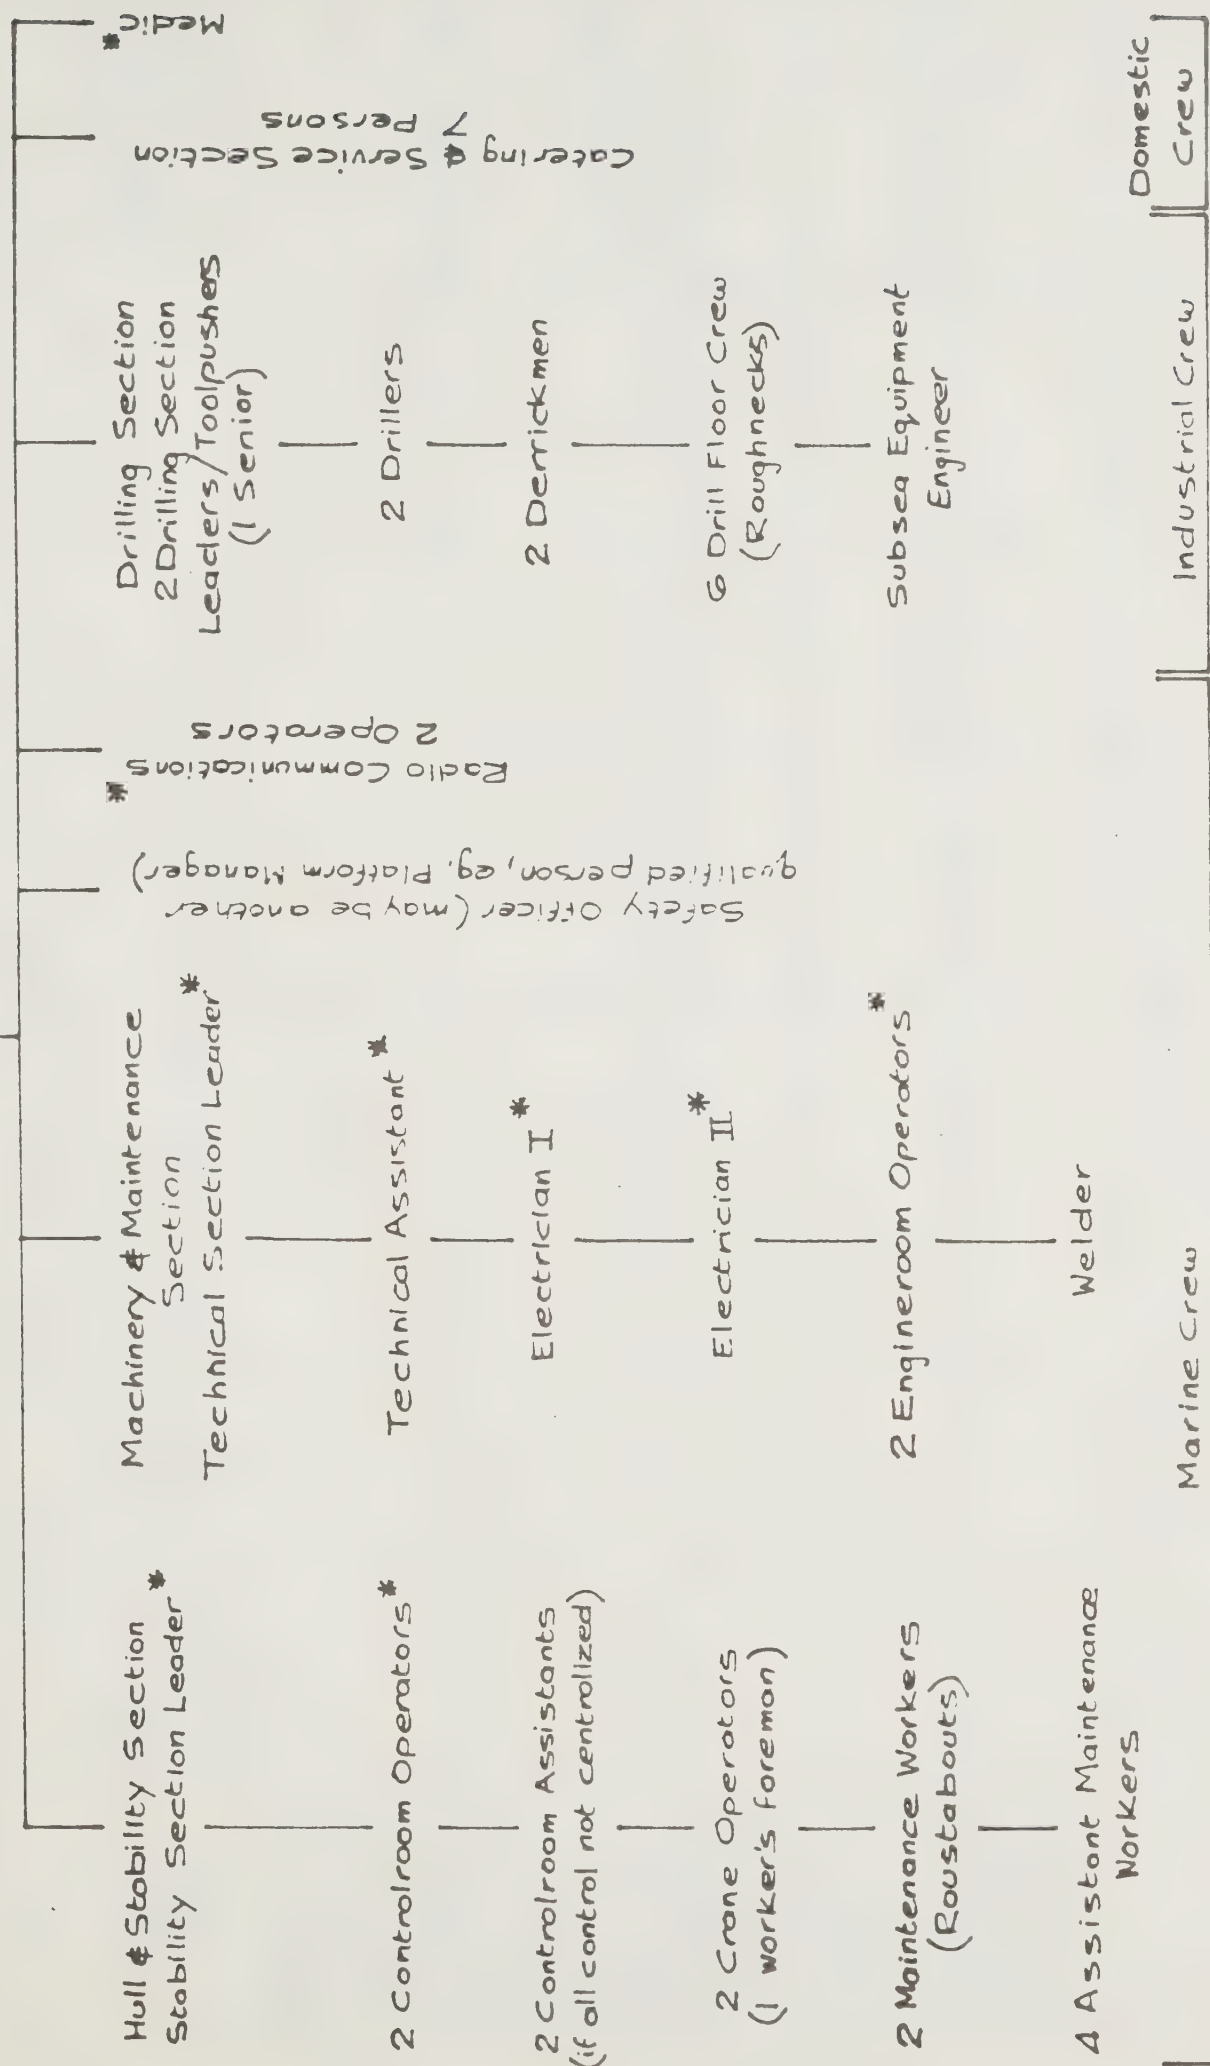 Hull & Stability Section
Stability Section Leader*
2 Controlroom Operators*
2 Controlroom Assistants
(if all control not centralized)
2 Crane Operators
(1 worker's foreman)
2 Maintenance Workers
(Roustabouts)
4 Assistant Maintenance
Workers
Machinery & Maintenance
Section
Technical Section Leader*
Technical Assistant*
Electrician I*
Electrician II*
2 Engineroom Operators*
Welder
Safety Officer (may be another
qualified person, eg. Platform Manager)
Radio Communications*
2 Operators
Drilling Section
2 Drilling Section
Leaders/Toolpushers
(1 Senior)
2 Drillers
2 Derrickmen
6 Drill Floor Crew
(Roughnecks)
Subsea Equipment
Engineer
Catering & Service Section
7 Persons
Medic*
Marine Crew
Industrial Crew
Domestic
Crew